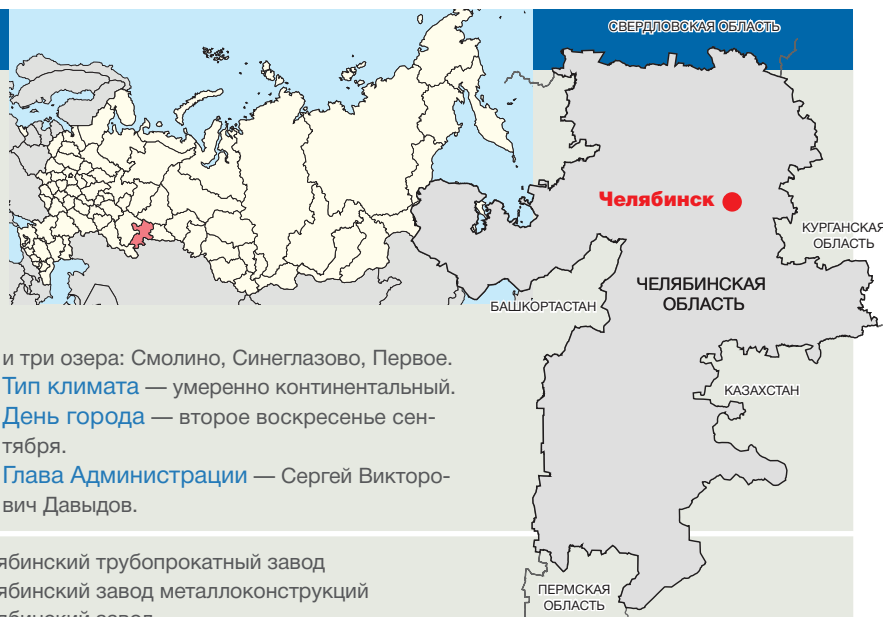 СВЕРДЛОВСКАЯ ОБЛАСТЬ
Челябинск
КУРГАНСКАЯ
ОБЛАСТЬ
ЧЕЛЯБИНСКАЯ
ОБЛАСТЬ
БАШКОРТАСТАН
КАЗАХСТАН
ПЕРМСКАЯ
ОБЛАСТЬ
и три озера: Смолино, Синеглазово, Первое.
Тип климата — умеренно континентальный.
День города — второе воскресенье сен-
тября.
Глава Администрации — Сергей Викторо-
вич Давыдов.
ябинский трубопрокатный завод
ябинский завод металлоконструкций